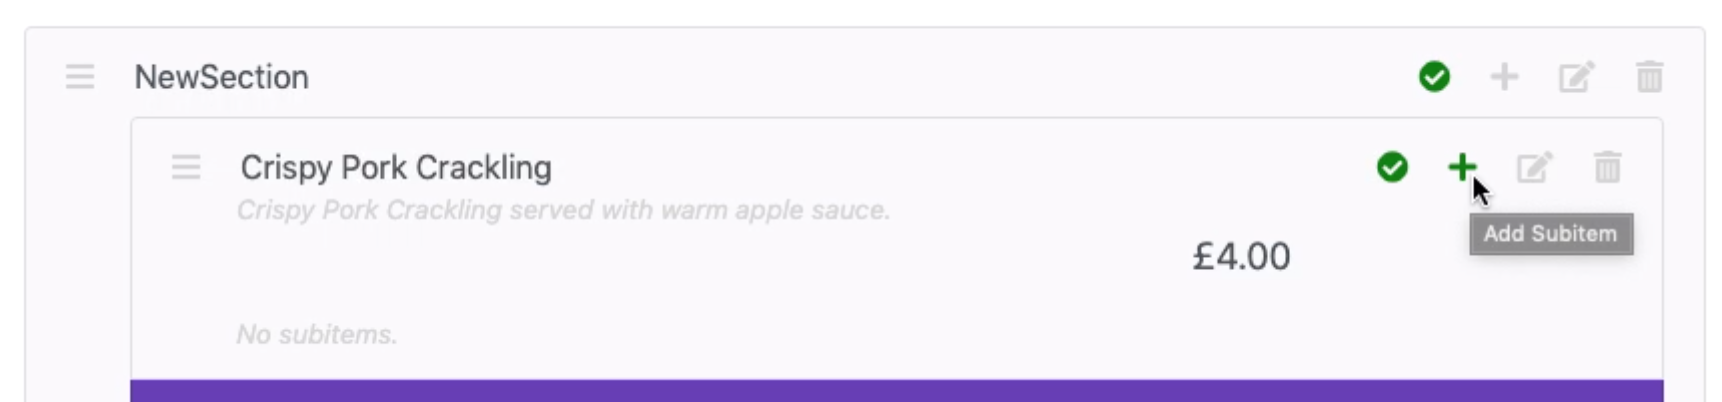 NewSection
Crispy Pork Crackling
Crispy Pork Crackling served with warm apple sauce.
Add Subitem
£4.00
No subitems.